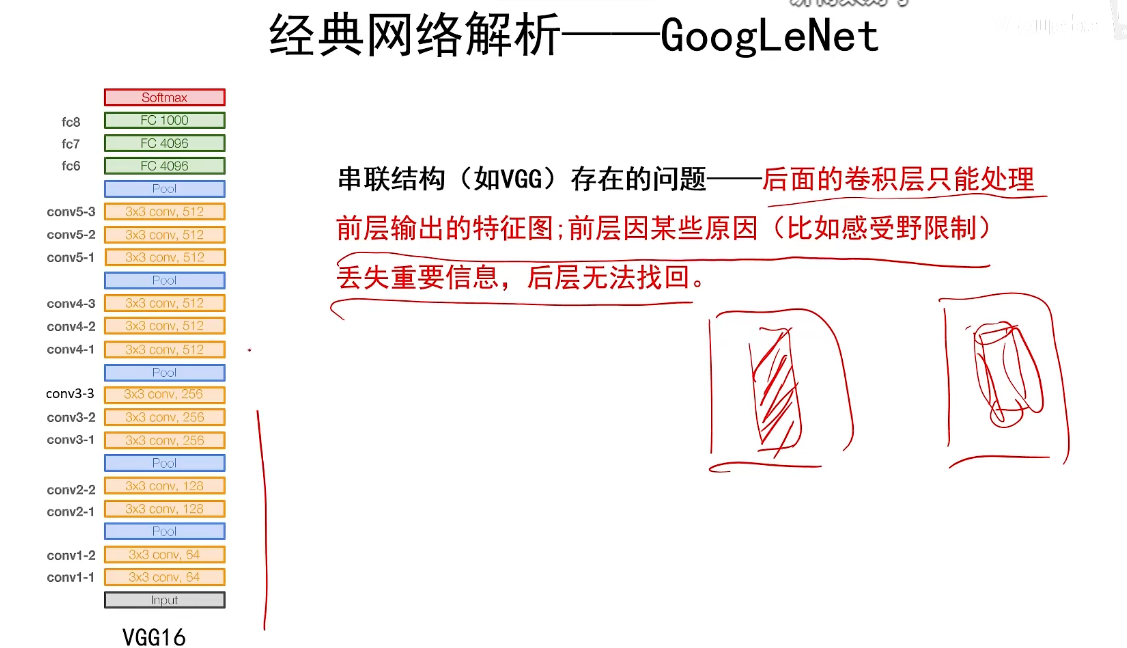 经典网络解析——GoogLeNet
Softmax
fc8 FC 1000
fc7 FC 4096
fc6 FC 4096
Pool
conv5-3 3x3 conv, 512
conv5-2 3x3 conv, 512
conv5-1 3x3 conv, 512
Pool
conv4-3 3x3 conv, 512
conv4-2 3x3 conv, 512
conv4-1 3x3 conv, 512
Pool
conv3-3 3x3 conv, 256
conv3-2 3x3 conv, 256
conv3-1 3x3 conv, 256
Pool
conv2-2 3x3 conv, 128
conv2-1 3x3 conv, 128
Pool
conv1-2 3x3 conv, 64
conv1-1 3x3 conv, 64
Input
VGG16
串联结构（如VGG）存在的问题——后面的卷积层只能处理
前层输出的特征图;前层因某些原因（比如感受野限制）
丢失重要信息，后层无法找回。